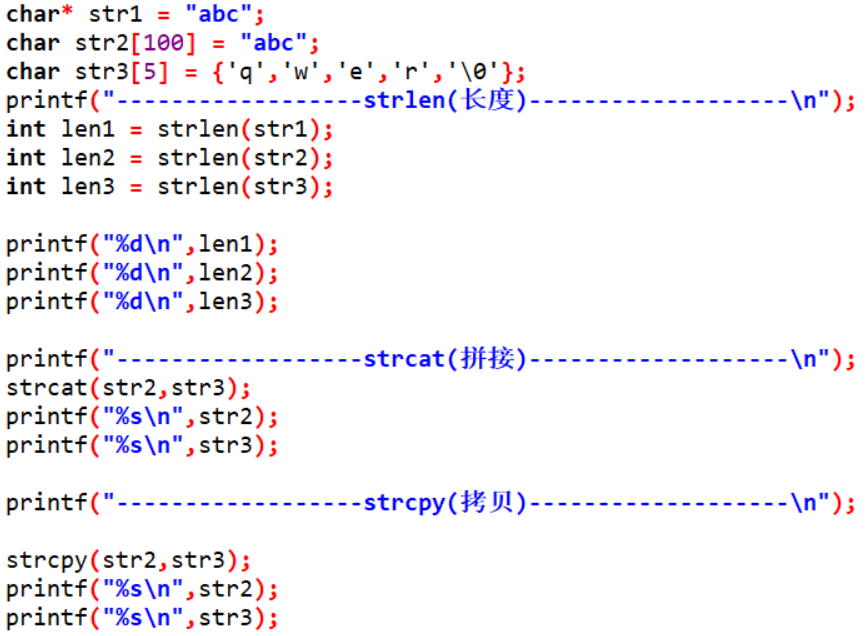 char* str1 = "abc";
char str2[100] = "abc";
char str3[5] = {'q','w','e','r','\0'};
printf("------------------strlen(长度)-------------------\n");
int len1 = strlen(str1);
int len2 = strlen(str2);
int len3 = strlen(str3);
printf("%d\n",len1);
printf("%d\n",len2);
printf("%d\n",len3);
printf("------------------strcat(拼接)-------------------\n");
strcat(str2,str3);
printf("%s\n",str2);
printf("%s\n",str3);
printf("------------------strcpy(拷贝)-------------------\n");
strcpy(str2,str3);
printf("%s\n",str2);
printf("%s\n",str3);